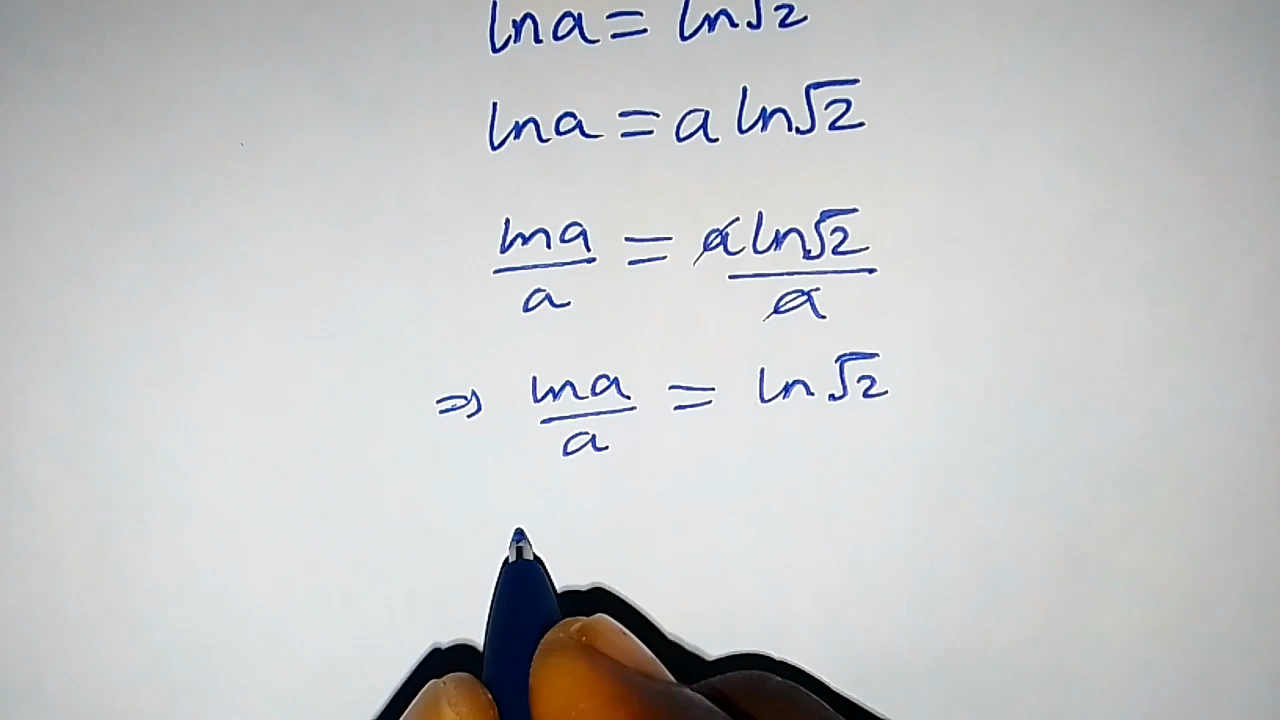 lna = ln√2
lna = a ln√2
lna/a = a ln√2/a
⇒ lna/a = ln√2